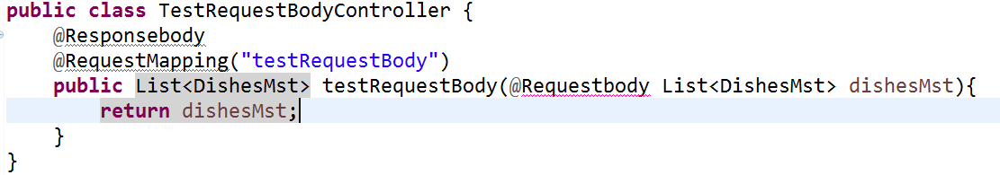 public class TestRequestBodyController {
@Responsebody
@RequestMapping("testRequestBody")
public List<DishesMst> testRequestBody(@Requestbody List<DishesMst> dishesMst){
return dishesMst;
}
}